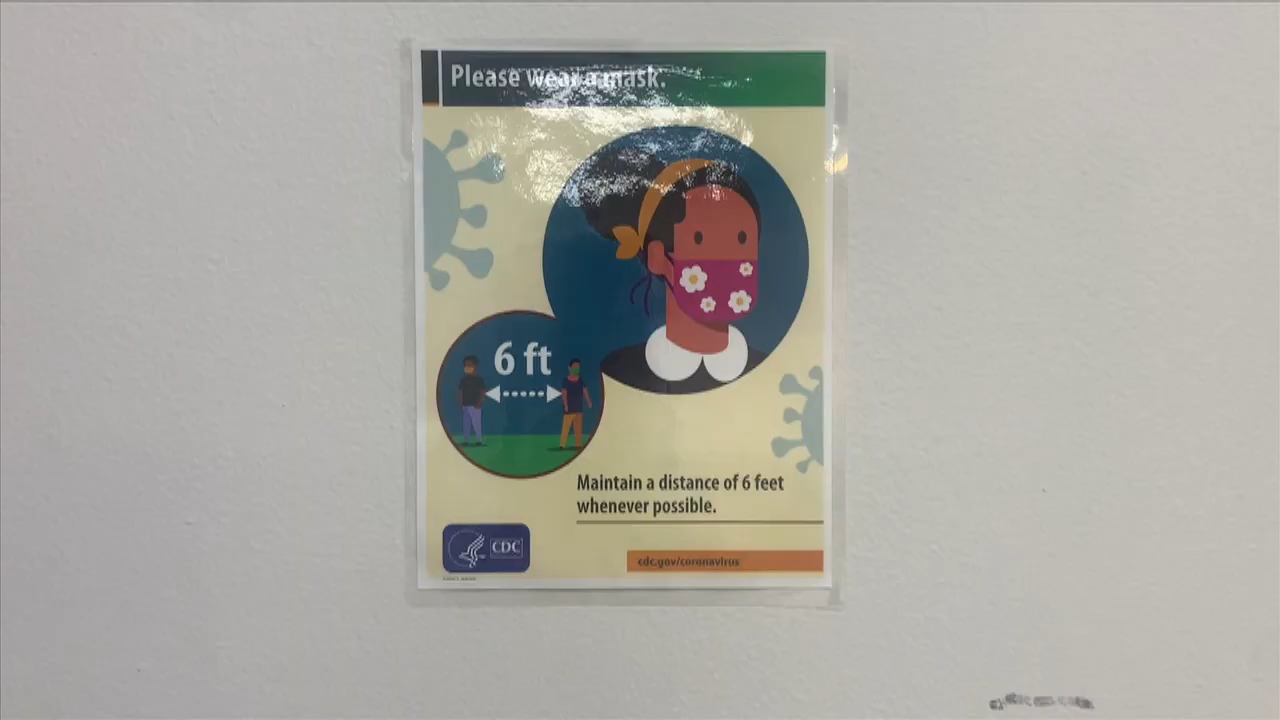 Please wear a mask.
6 ft
Maintain a distance of 6 feet
whenever possible.
CDC
cdc.gov/coronavirus